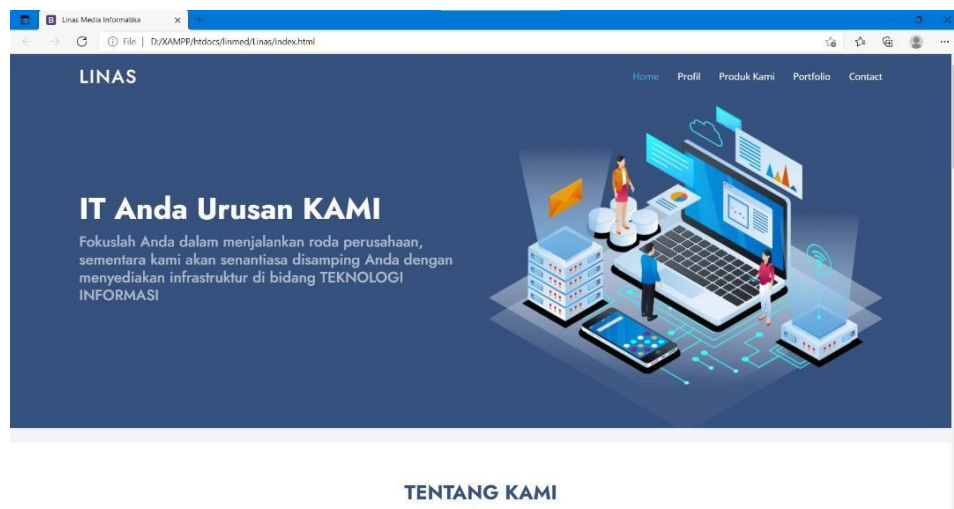 Linas Media Informatika
File | D:/XAMPP/htdocs/linmed/Linas/index.html
LINAS
Home Profil Produk Kami Portfolio Contact
IT Anda Urusan KAMI
Fokuslah Anda dalam menjalankan roda perusahaan,
sementara kami akan senantiasa disamping Anda dengan
menyediakan infrastruktur di bidang TEKNOLOGI
INFORMASI
TENTANG KAMI